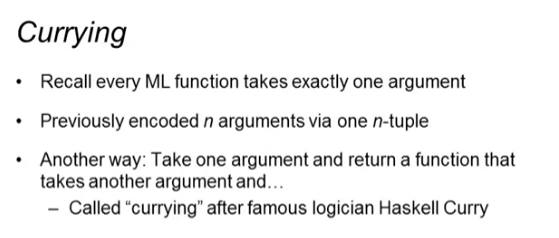 Currying
• Recall every ML function takes exactly one argument
• Previously encoded n arguments via one n-tuple
• Another way: Take one argument and return a function that
takes another argument and…
– Called “currying” after famous logician Haskell Curry